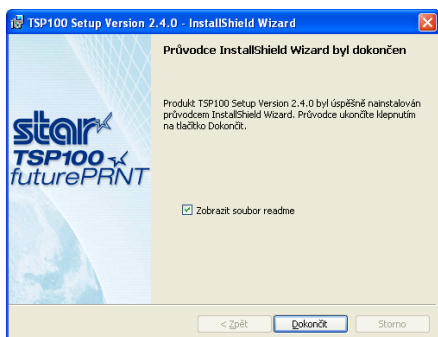 TSP100 Setup Version 2.4.0 - InstallShield Wizard
Průvodce InstallShield Wizard byl dokončen
Produkt TSP100 Setup Version 2.4.0 byl úspěšně nainstalován
průvodcem InstallShield Wizard. Průvodce ukončíte klepnutím
na tlačítko Dokončit.
star
TSP100
futurePRNT
Zobrazit soubor readme
< Zpět
Dokončit
Storno